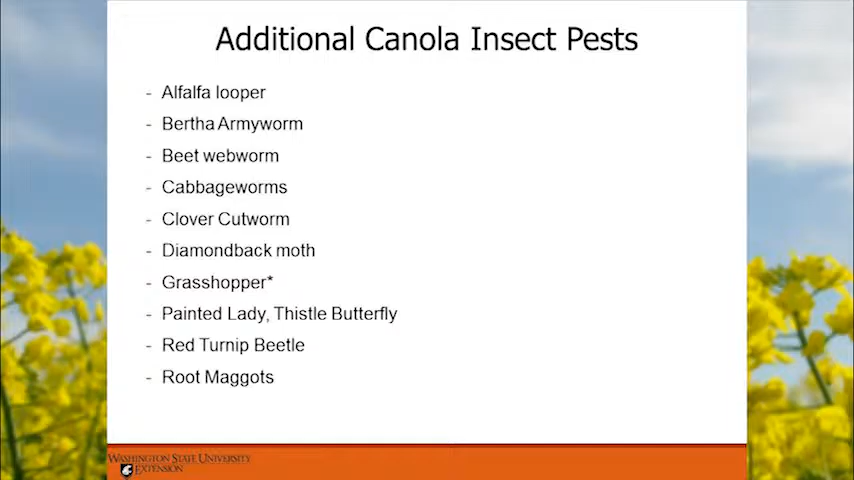 Additional Canola Insect Pests
- Alfalfa looper
- Bertha Armyworm
- Beet webworm
- Cabbageworms
- Clover Cutworm
- Diamondback moth
- Grasshopper*
- Painted Lady, Thistle Butterfly
- Red Turnip Beetle
- Root Maggots
WASHINGTON STATE UNIVERSITY
EXTENSION